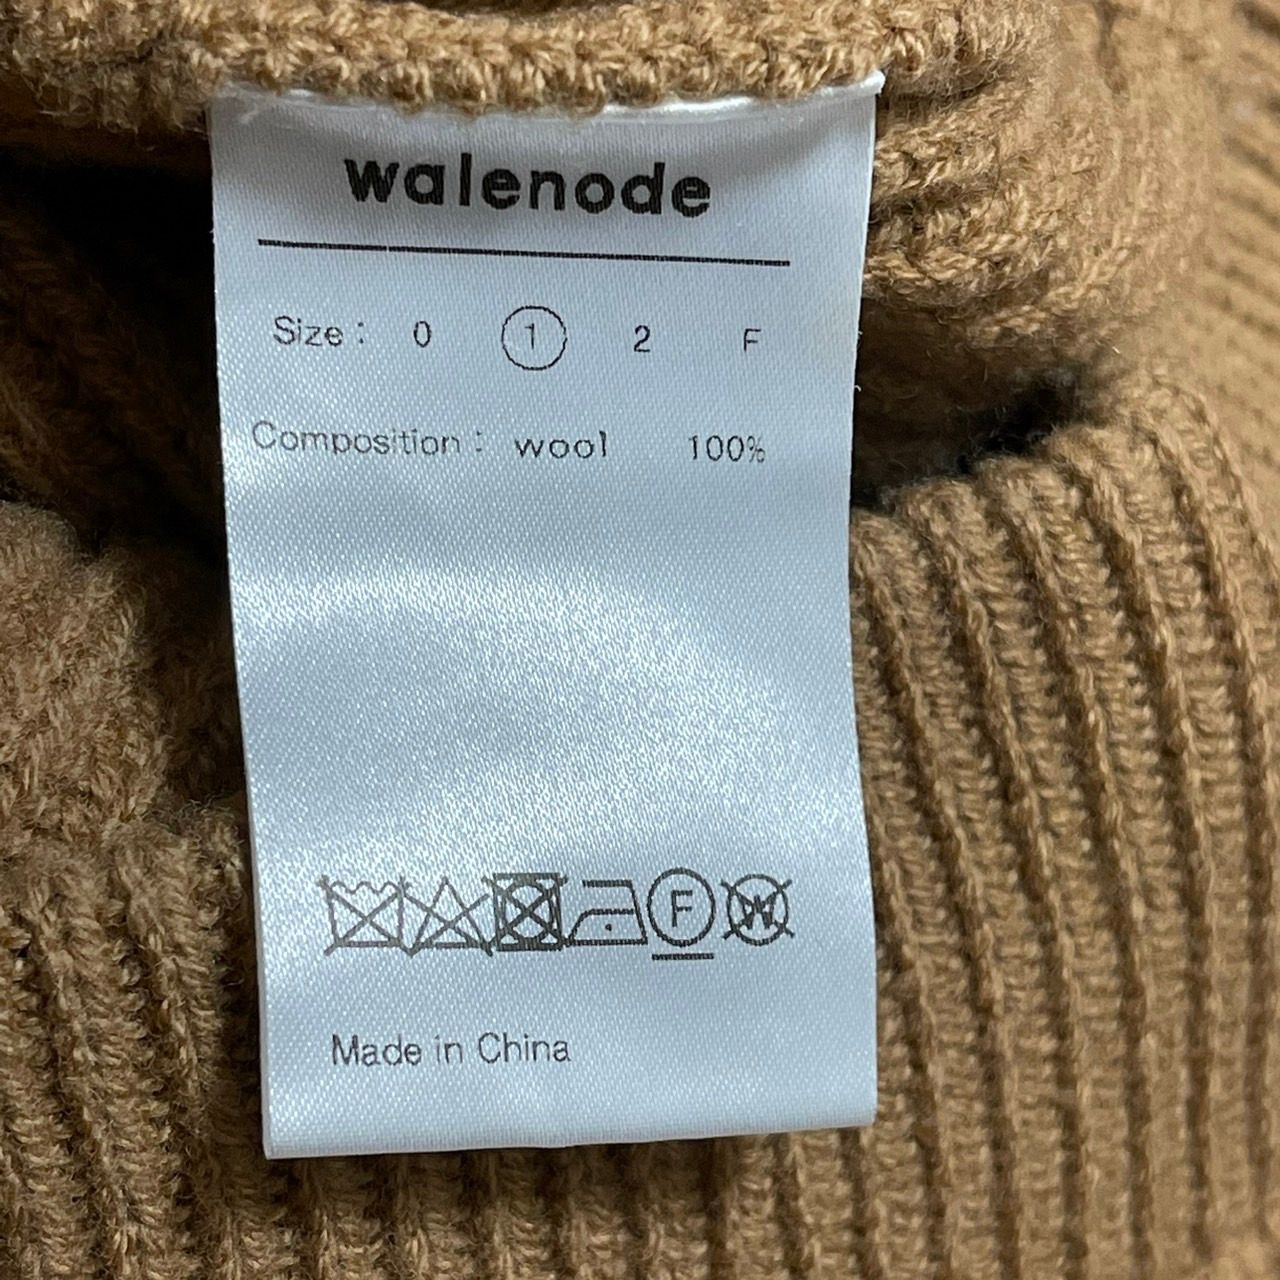 walenode
Size : 0 1 2 F
Composition : wool 100%
F W
Made in China